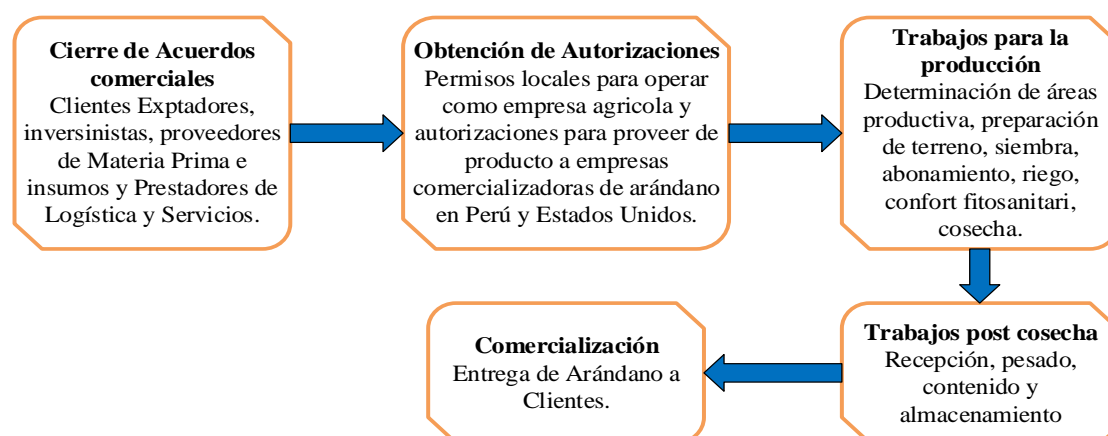 Cierre de Acuerdos
comerciales
Clientes Exptadores,
inversinistas, proveedores
de Materia Prima e
insumos y Prestadores de
Logística y Servicios.
Obtención de Autorizaciones
Permisos locales para operar
como empresa agricola y
autorizaciones para proveer de
producto a empresas
comercializadoras de arándano
en Perú y Estados Unidos.
Trabajos para la
producción
Determinación de áreas
productiva, preparación
de terreno, siembra,
abonamiento, riego,
confort fitosanitari,
cosecha.
Trabajos post cosecha
Recepción, pesado,
contenido y
almacenamiento
Comercialización
Entrega de Arándano a
Clientes.